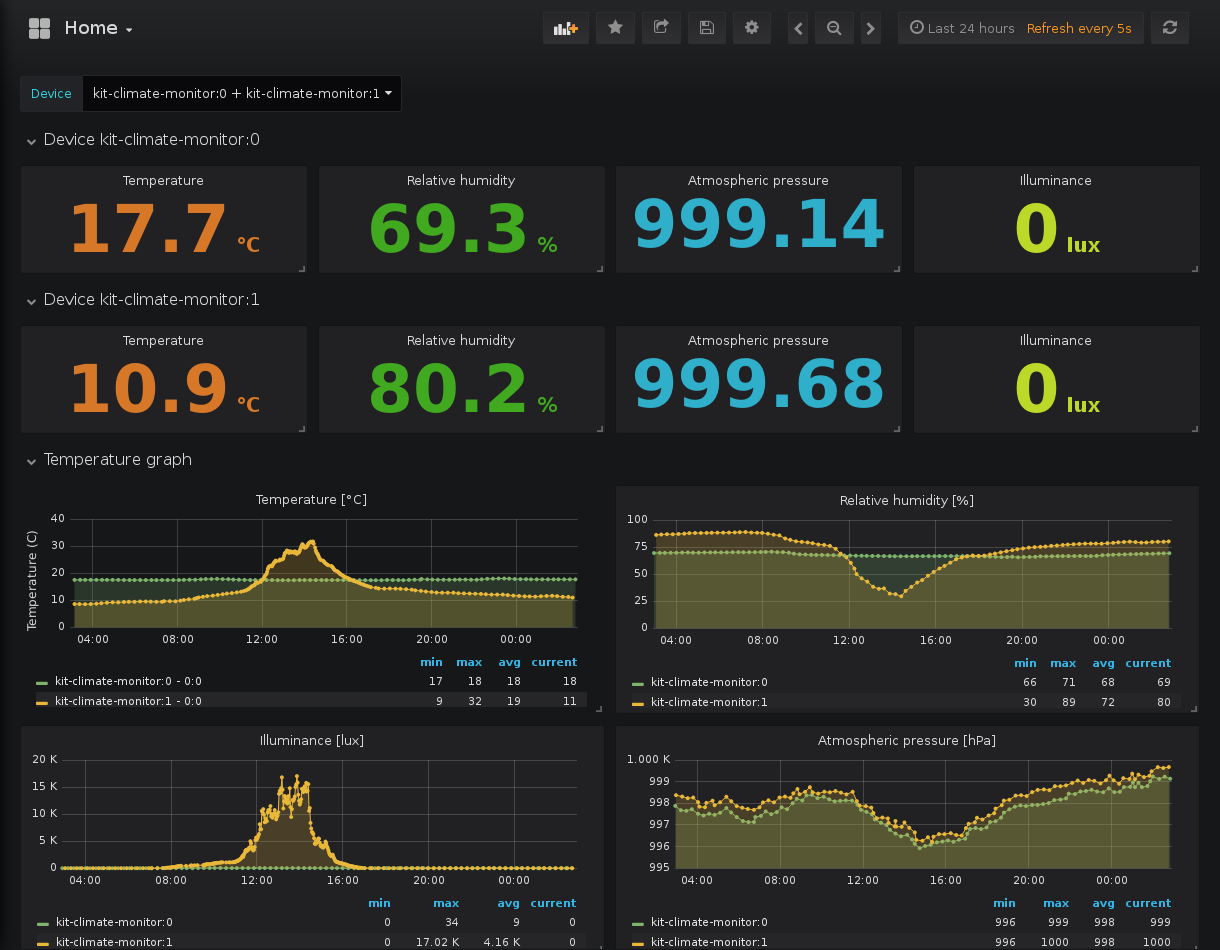 Home
Last 24 hours Refresh every 5s
Device kit-climate-monitor:0 + kit-climate-monitor:1
Device kit-climate-monitor:0
Temperature Relative humidity Atmospheric pressure Illuminance
17.7 °C 69.3 % 999.14 0 lux
Device kit-climate-monitor:1
Temperature Relative humidity Atmospheric pressure Illuminance
10.9 °C 80.2 % 999.68 0 lux
Temperature graph
Temperature [°C]
Temperature (C)
40
30
20
10
0
04:00 08:00 12:00 16:00 20:00 00:00
min max avg current
kit-climate-monitor:0 - 0:0 17 18 18 18
kit-climate-monitor:1 - 0:0 9 32 19 11
Relative humidity [%]
100
75
50
25
0
04:00 08:00 12:00 16:00 20:00 00:00
min max avg current
kit-climate-monitor:0 66 71 68 69
kit-climate-monitor:1 30 89 72 80
Illuminance [lux]
20 K
15 K
10 K
5 K
0
04:00 08:00 12:00 16:00 20:00 00:00
min max avg current
kit-climate-monitor:0 0 34 9 0
kit-climate-monitor:1 0 17.02 K 4.16 K 0
Atmospheric pressure [hPa]
1.000 K
999
998
997
996
995
04:00 08:00 12:00 16:00 20:00 00:00
min max avg current
kit-climate-monitor:0 996 999 998 999
kit-climate-monitor:1 996 1000 998 1000